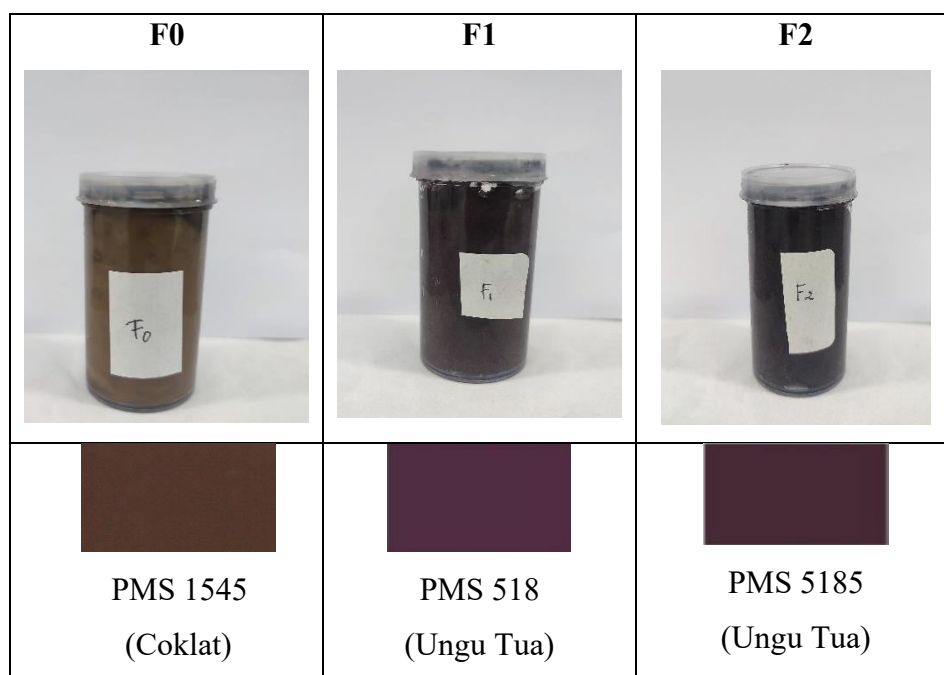 F0
F1
F2
F0
F1
F2
PMS 1545
(Coklat)
PMS 518
(Ungu Tua)
PMS 5185
(Ungu Tua)